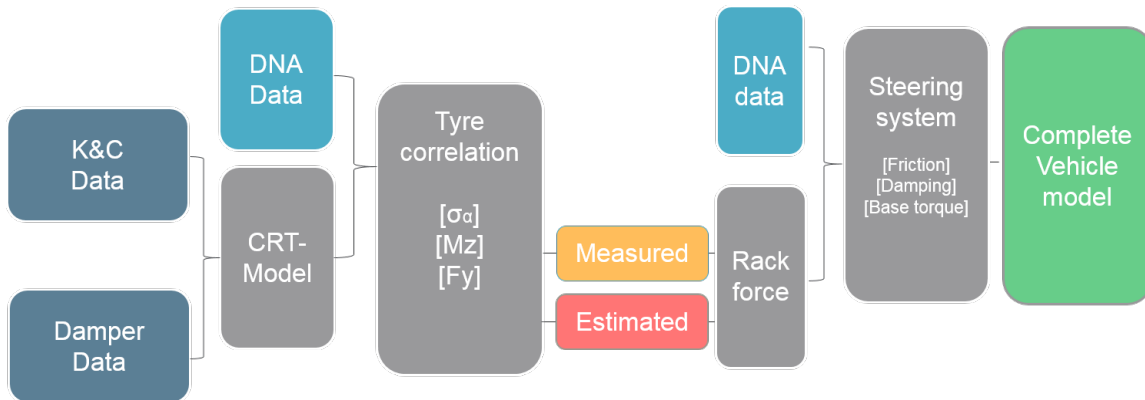 K&C
Data
Damper
Data
DNA
Data
CRT-
Model
Tyre
correlation
[σα]
[Mz]
[Fy]
Measured
Estimated
DNA
data
Rack
force
Steering
system
[Friction]
[Damping]
[Base torque]
Complete
Vehicle
model